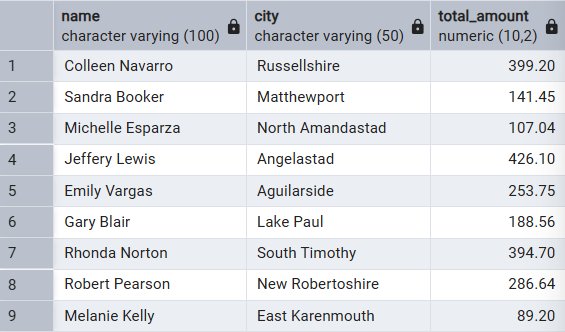 name city total_amount
character varying (100) character varying (50) numeric (10,2)
1 Colleen Navarro Russellshire 399.20
2 Sandra Booker Matthewport 141.45
3 Michelle Esparza North Amandastad 107.04
4 Jeffery Lewis Angelastad 426.10
5 Emily Vargas Aguilarside 253.75
6 Gary Blair Lake Paul 188.56
7 Rhonda Norton South Timothy 394.70
8 Robert Pearson New Robertoshire 286.64
9 Melanie Kelly East Karenmouth 89.20